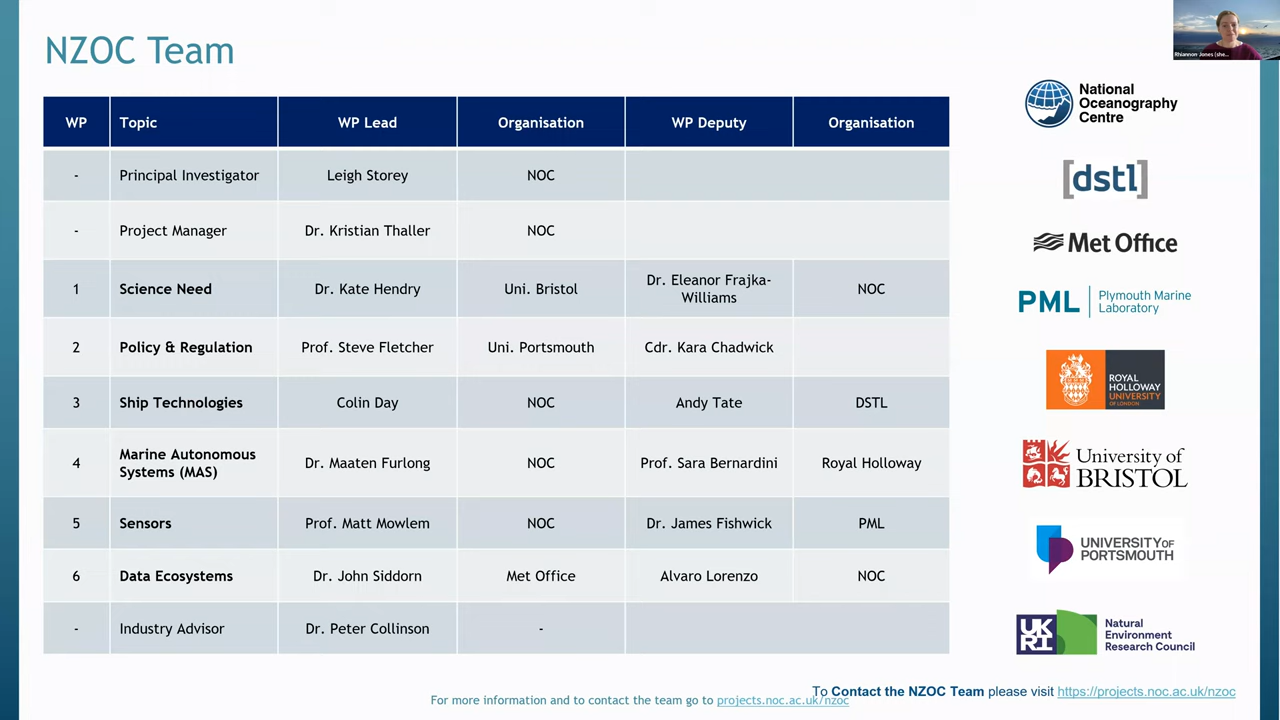 NZOC Team
Rhiannon Jones (she...
WP Topic WP Lead Organisation WP Deputy Organisation
- Principal Investigator Leigh Storey NOC
- Project Manager Dr. Kristian Thaller NOC
1 Science Need Dr. Kate Hendry Uni. Bristol Dr. Eleanor Frajka-
Williams NOC
2 Policy & Regulation Prof. Steve Fletcher Uni. Portsmouth Cdr. Kara Chadwick
3 Ship Technologies Colin Day NOC Andy Tate DSTL
4 Marine Autonomous
Systems (MAS) Dr. Maaten Furlong NOC Prof. Sara Bernardini Royal Holloway
5 Sensors Prof. Matt Mowlem NOC Dr. James Fishwick PML
6 Data Ecosystems Dr. John Siddorn Met Office Alvaro Lorenzo NOC
- Industry Advisor Dr. Peter Collinson -
National
Oceanography
Centre
[dstl]
Met Office
PML Plymouth Marine
Laboratory
ROYAL
HOLLOWAY
UNIVERSITY
OF LONDON
University of
BRISTOL
UNIVERSITY OF
PORTSMOUTH
UK
RI
Natural
Environment
Research Council
For more information and to contact the team go to projects.noc.ac.uk/nzoc
To Contact the NZOC Team please visit https://projects.noc.ac.uk/nzoc